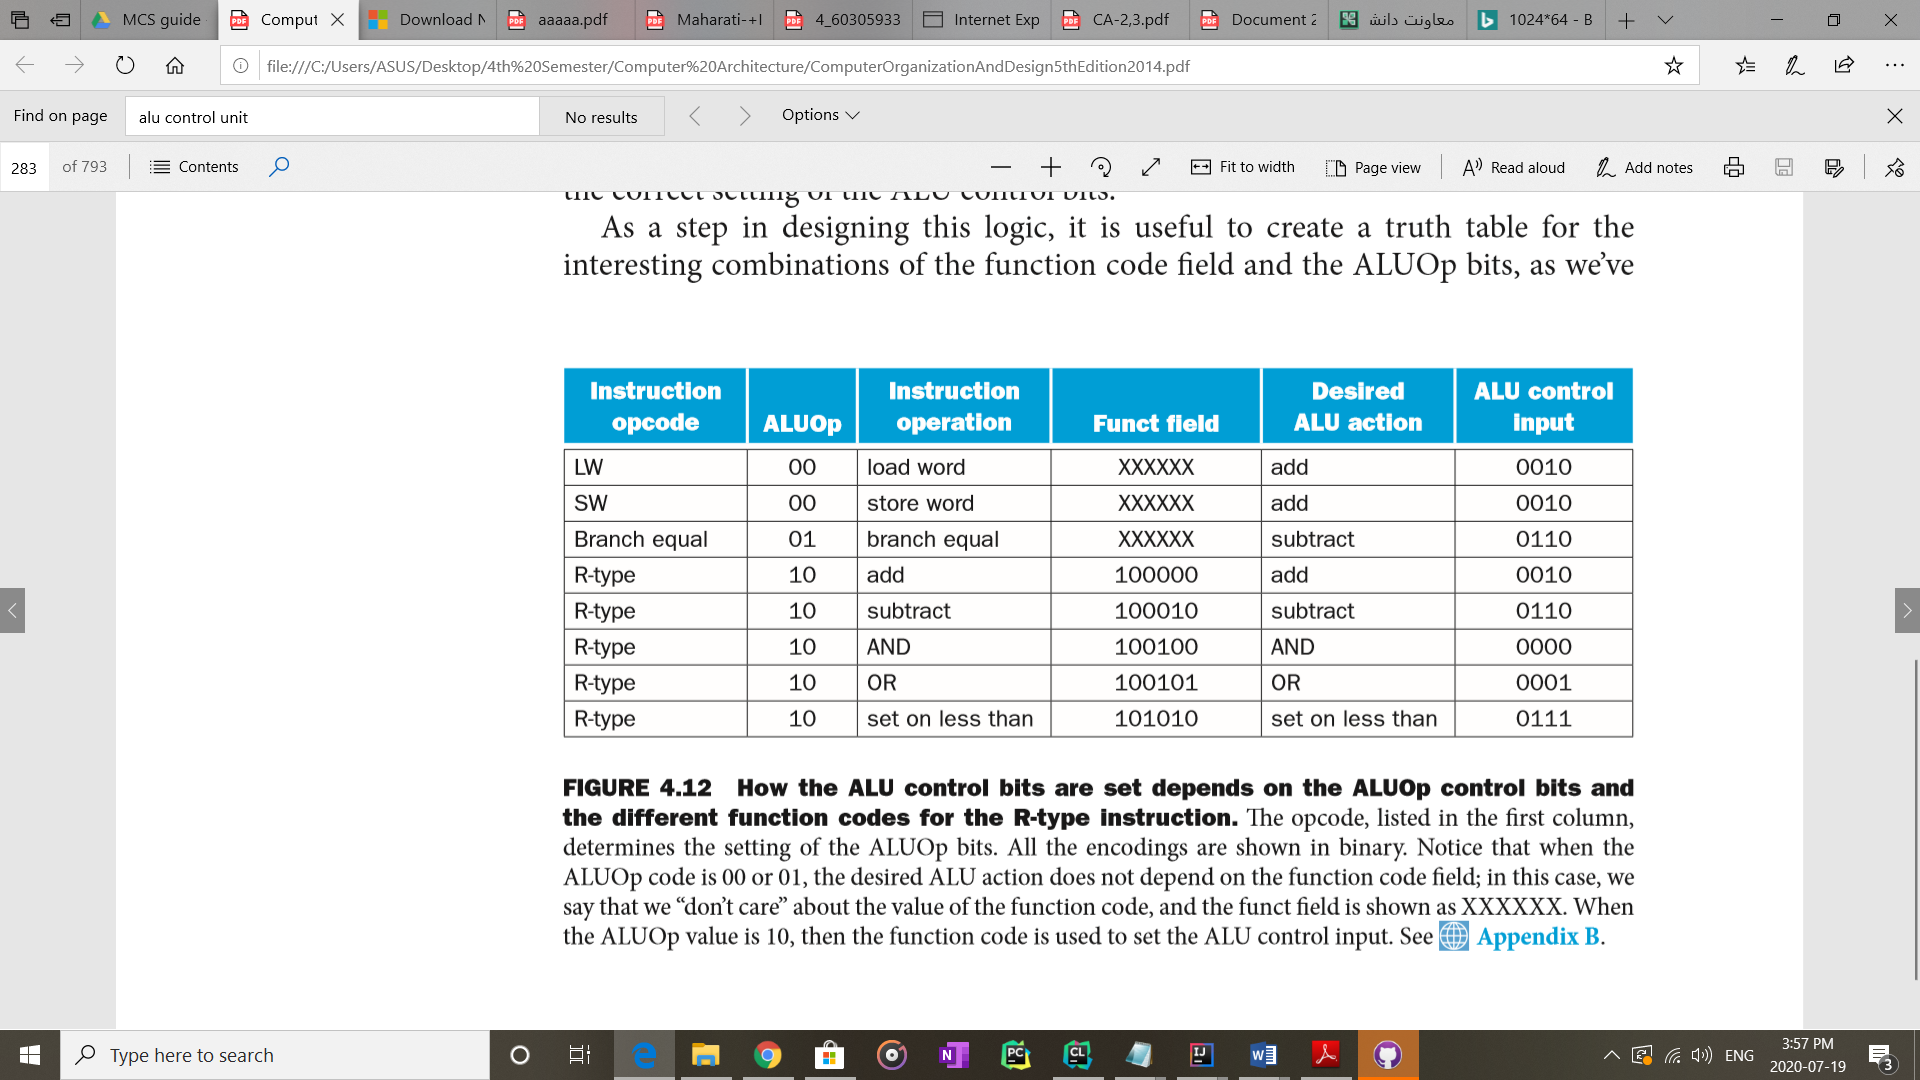 MCS guide
Comput
Download N
aaaaa.pdf
Maharati-+I
4_60305933
Internet Exp
CA-2,3.pdf
Document 2
معاونت دانش
1024*64 - B
file:///C:/Users/ASUS/Desktop/4th%20Semester/Computer%20Architecture/ComputerOrganizationAndDesign5thEdition2014.pdf
Find on page
alu control unit
No results
Options
283
of 793
Contents
Fit to width
Page view
Read aloud
Add notes
the correct setting of the ALU control bits.
As a step in designing this logic, it is useful to create a truth table for the
interesting combinations of the function code field and the ALUOp bits, as we've
Instruction opcode ALUOp Instruction operation Funct field Desired ALU action ALU control input
LW 00 load word XXXXXX add 0010
SW 00 store word XXXXXX add 0010
Branch equal 01 branch equal XXXXXX subtract 0110
R-type 10 add 100000 add 0010
R-type 10 subtract 100010 subtract 0110
R-type 10 AND 100100 AND 0000
R-type 10 OR 100101 OR 0001
R-type 10 set on less than 101010 set on less than 0111
FIGURE 4.12 How the ALU control bits are set depends on the ALUOp control bits and
the different function codes for the R-type instruction. The opcode, listed in the first column,
determines the setting of the ALUOp bits. All the encodings are shown in binary. Notice that when the
ALUOp code is 00 or 01, the desired ALU action does not depend on the function code field; in this case, we
say that we “don't care” about the value of the function code, and the funct field is shown as XXXXXX. When
the ALUOp value is 10, then the function code is used to set the ALU control input. See Appendix B.
Type here to search
ENG
3:57 PM
2020-07-19
3